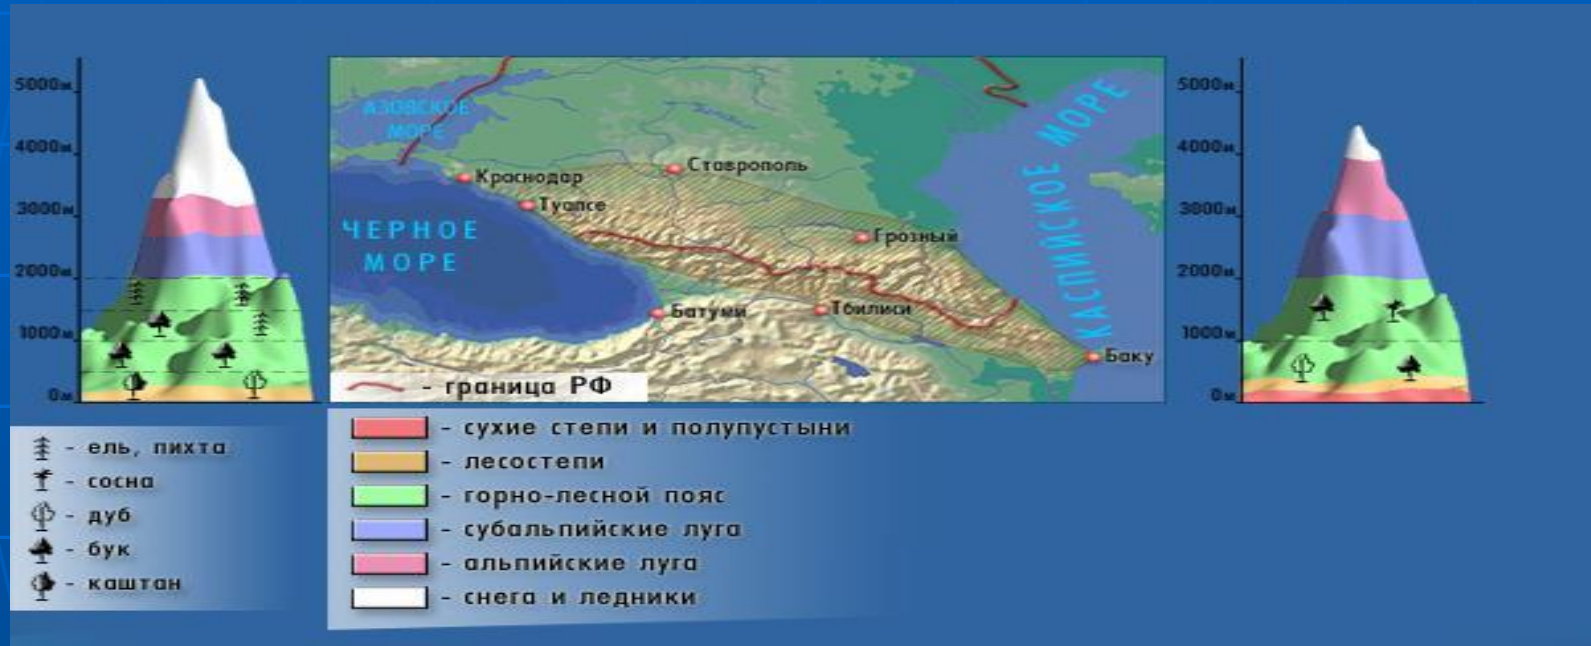 5000м
4000м
3000м
2000м
1000м
0м
АЗОВСКОЕ
МОРЕ
Ставрополь
Краснодар
Туапсе
ЧЕРНОЕ
МОРЕ
Грозный
КАСПИЙСКОЕ МОРЕ
Батуми
Тбилиси
Баку
- граница РФ
5000м
4000м
3000м
2000м
1000м
0м
- ель, пихта
- сосна
- дуб
- бук
- каштан
- сухие степи и полупустыни
- лесостепи
- горно-лесной пояс
- субальпийские луга
- альпийские луга
- снега и ледники